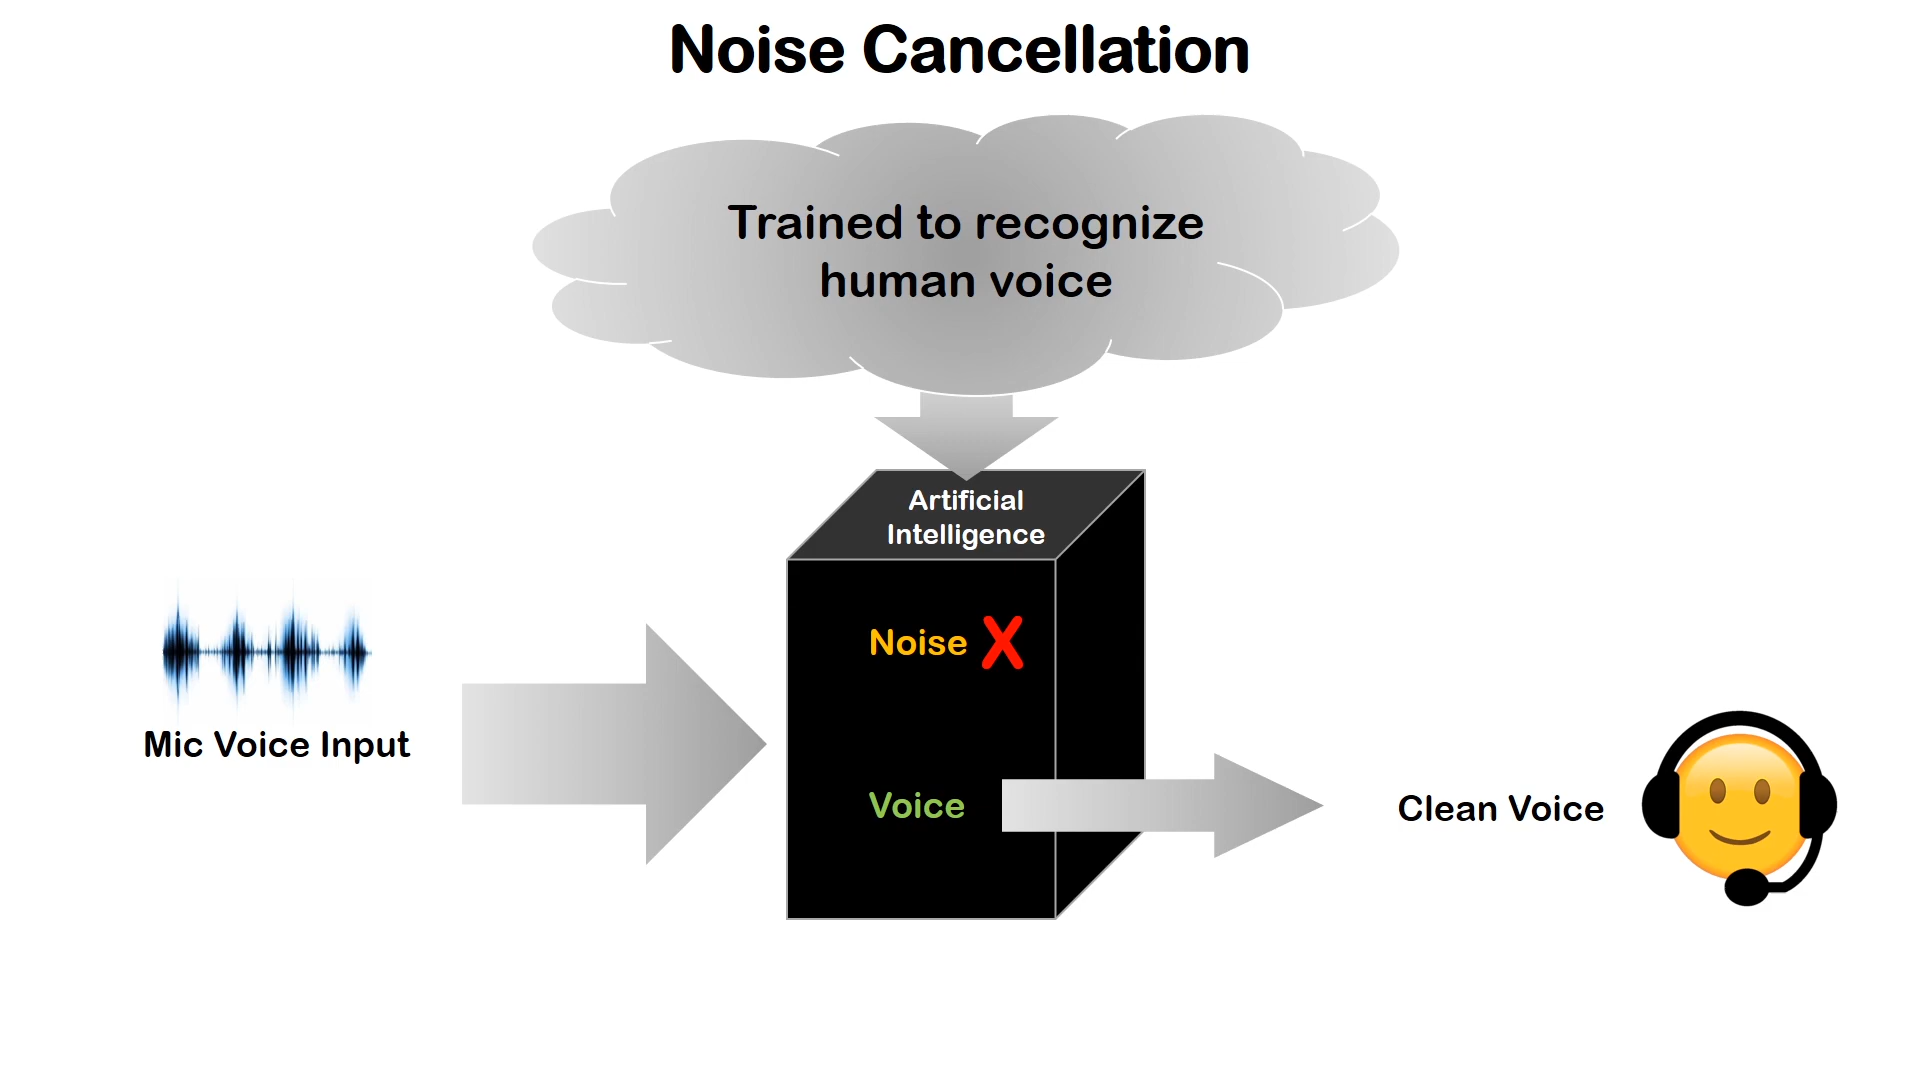 Noise Cancellation
Trained to recognize
human voice
Artificial
Intelligence
Noise X
Mic Voice Input
Voice
Clean Voice